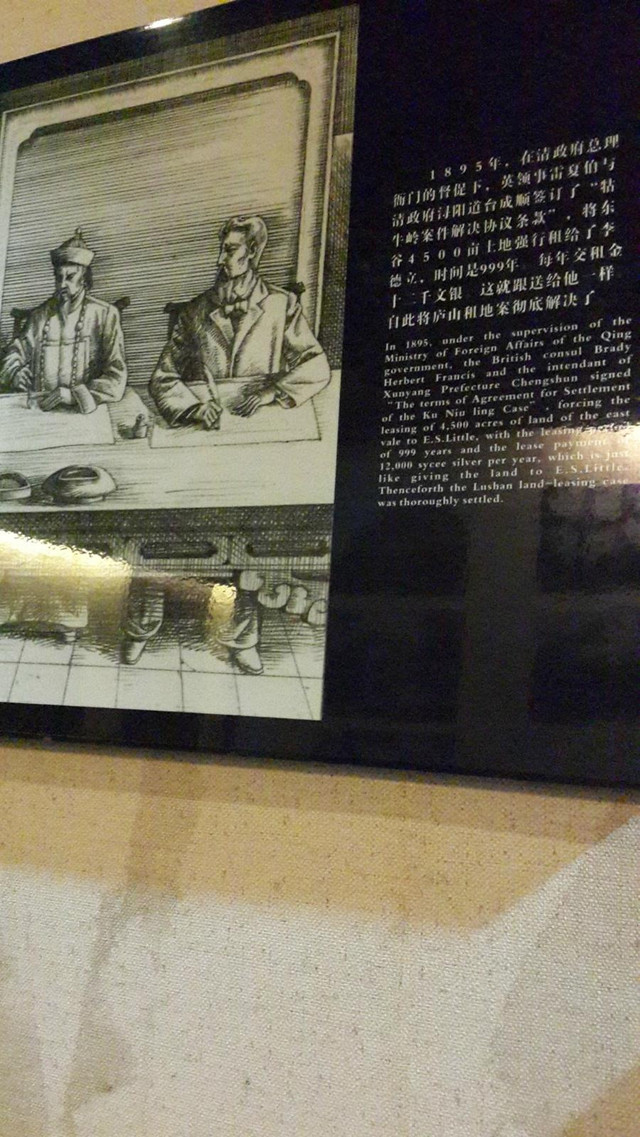 1895年，在清政府总理
衙门的督促下，英领事雷夏伯与
清政府浔阳道台成顺签订了“牯
牛岭案件解决协议条款”，将东
谷4500亩土地强行租给了李
德立，时间是999年 每年交租金
十二千文银 这就跟送给他一样
自此将庐山租地案彻底解决了
In 1895, under the supervision of the
Ministry of Foreign Affairs of the Qing
government, the British consul Brady
Herbert Francis and the intendant of
Xunyang Prefecture Chengshun signed
“The terms of Agreement for Settlement
of the Ku Niu ling Case”, forcing the
leasing of 4,500 acres of land of the east
vale to E.S.Little, with the leasing period
of 999 years and the lease payment of
12,000 sycee silver per year, which is just
like giving the land to E.S.Little.
Thenceforth the Lushan land-leasing case
was thoroughly settled.